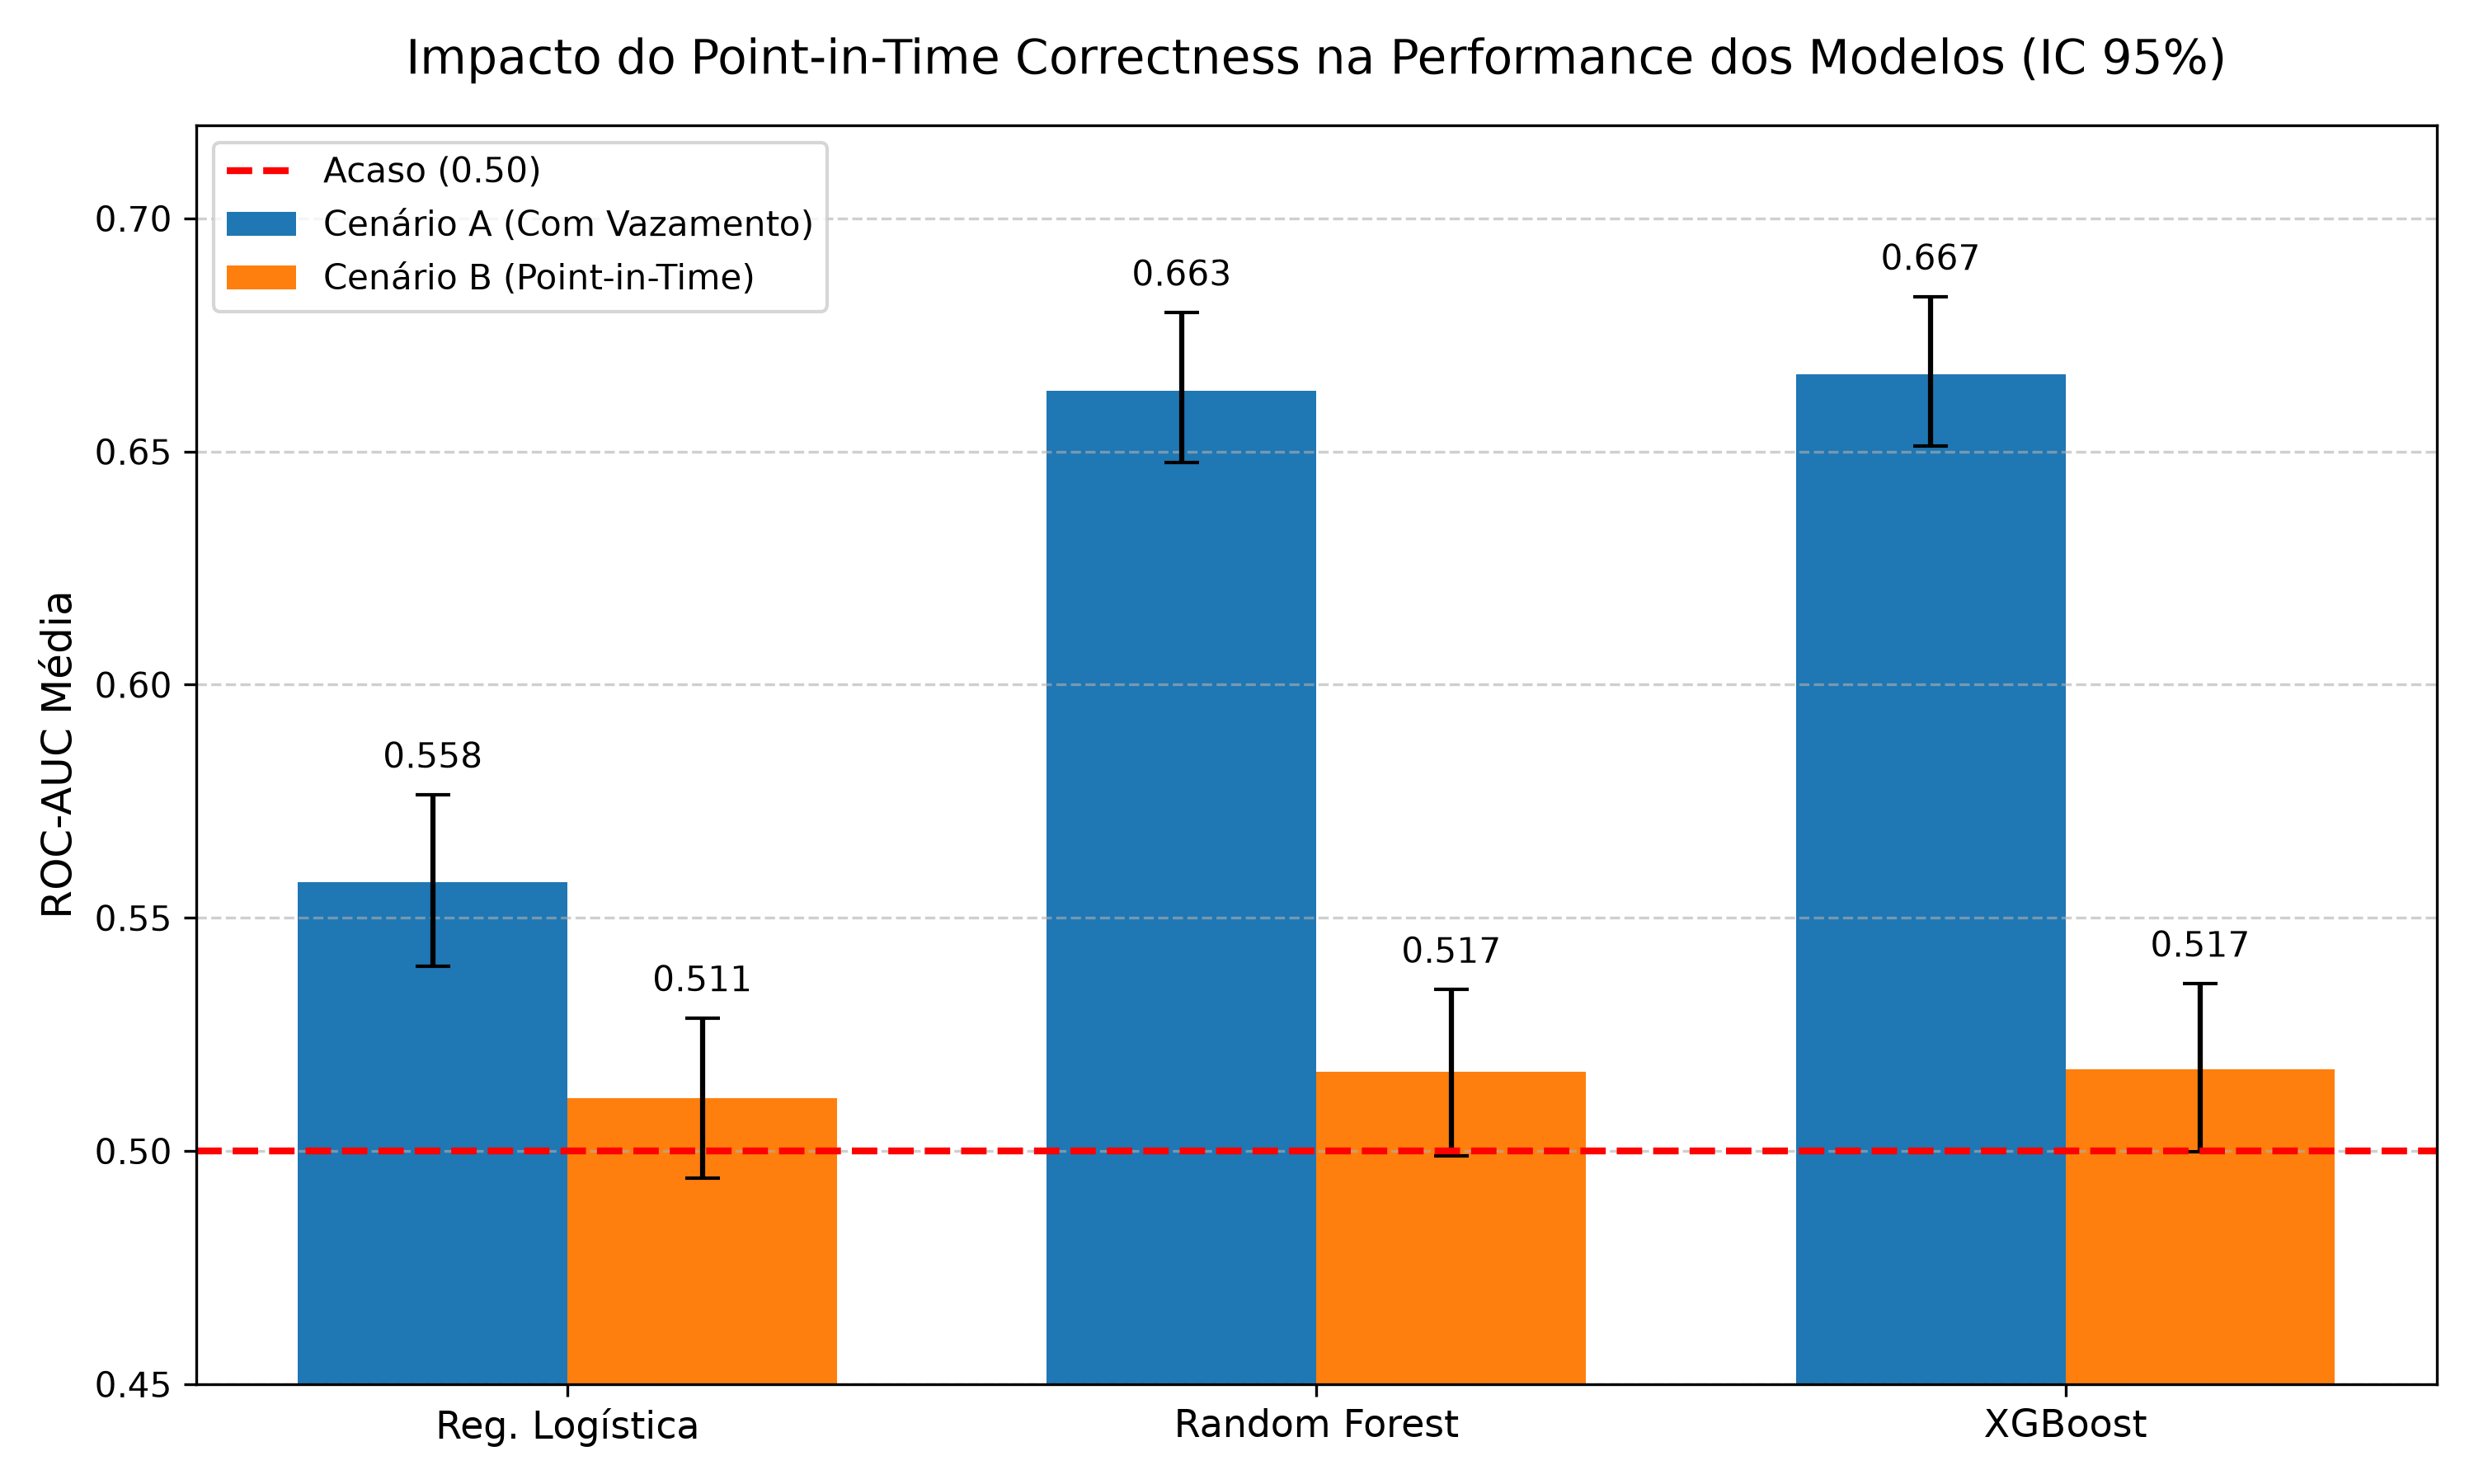 Impacto do Point-in-Time Correctness na Performance dos Modelos (IC 95%)
Acaso (0.50)
Cenário A (Com Vazamento)
Cenário B (Point-in-Time)
ROC-AUC Média
0.70
0.65
0.60
0.55
0.50
0.45
0.558
0.511
0.663
0.517
0.667
0.517
Reg. Logística
Random Forest
XGBoost